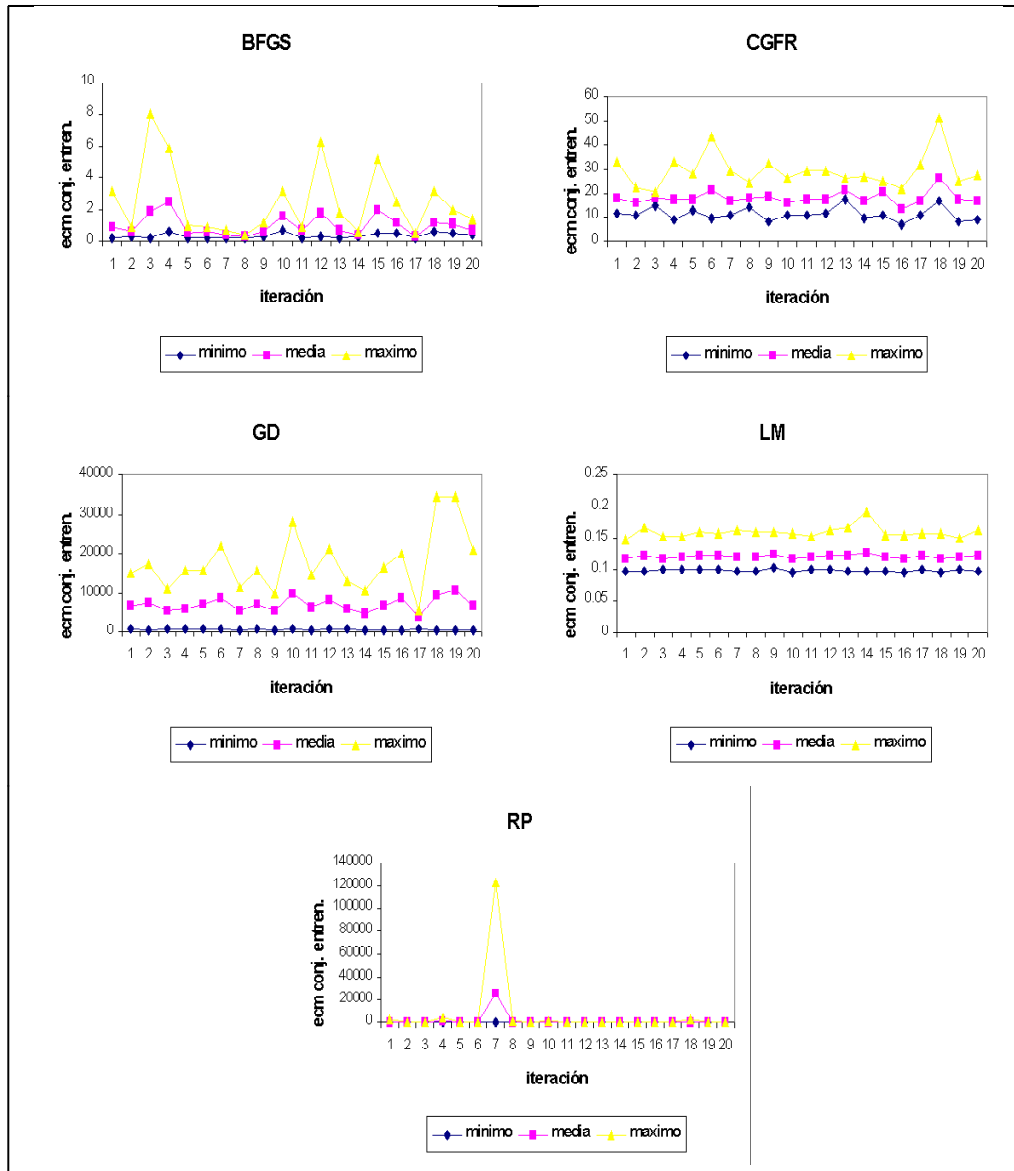 BFGS
10
8
6
4
2
0
ecm conj. entren.
1 2 3 4 5 6 7 8 9 10 11 12 13 14 15 16 17 18 19 20
iteración
minimo media maximo
CGFR
60
50
40
30
20
10
0
ecm conj. entren.
1 2 3 4 5 6 7 8 9 10 11 12 13 14 15 16 17 18 19 20
iteración
minimo media maximo
GD
40000
30000
20000
10000
0
ecm conj. entren.
1 2 3 4 5 6 7 8 9 10 11 12 13 14 15 16 17 18 19 20
iteración
minimo media maximo
LM
0.25
0.2
0.15
0.1
0.05
0
ecm conj. entren.
1 2 3 4 5 6 7 8 9 10 11 12 13 14 15 16 17 18 19 20
iteración
minimo media maximo
RP
140000
120000
100000
80000
60000
40000
20000
0
ecm conj. entren.
1 2 3 4 5 6 7 8 9 10 11 12 13 14 15 16 17 18 19 20
iteración
minimo media maximo